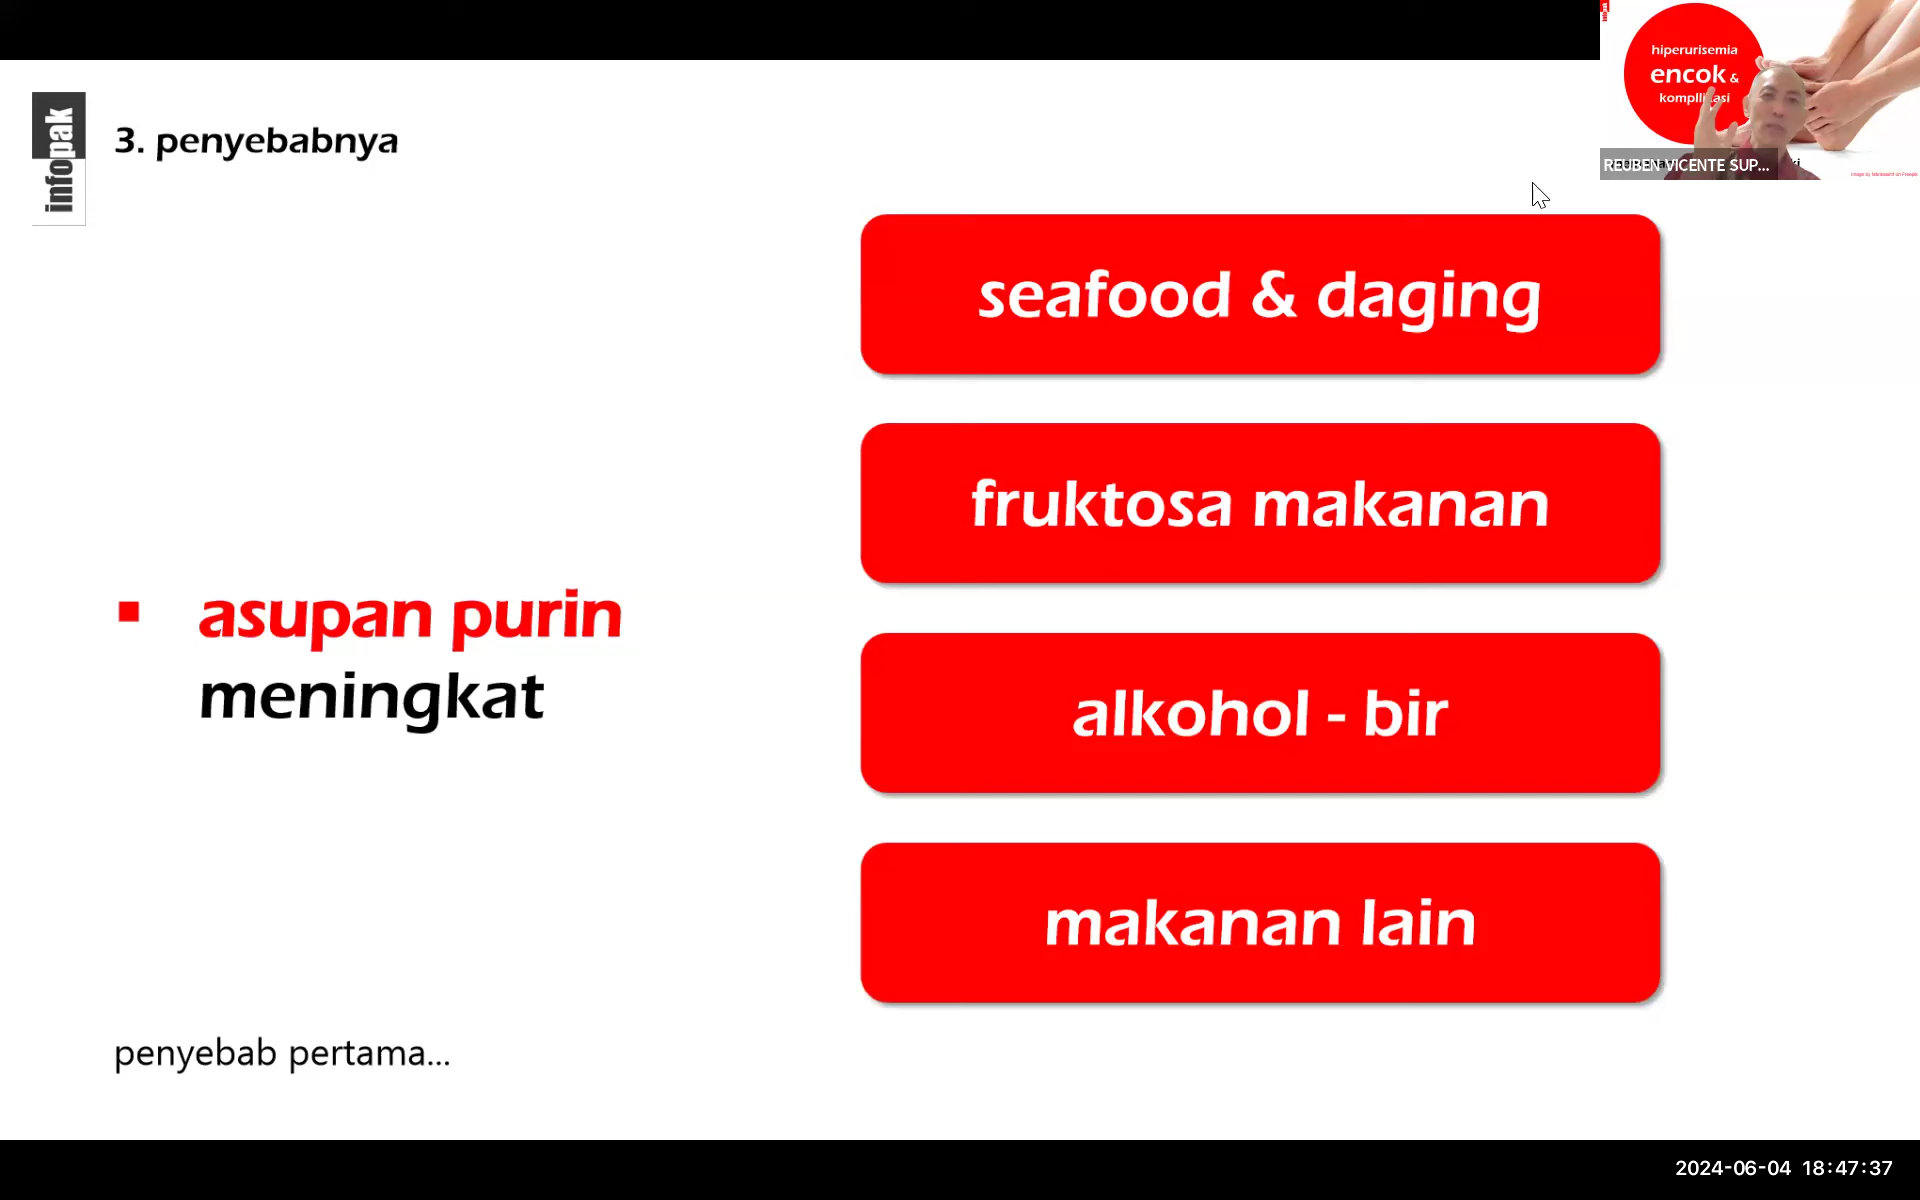 infopak
3. penyebabnya
hiperurisemia
encok &
REUBEN VICENTE SUP...
seafood & daging
fruktosa makanan
asupan purin
meningkat
alkohol - bir
makanan lain
penyebab pertama...
2024-06-04 18:47:37